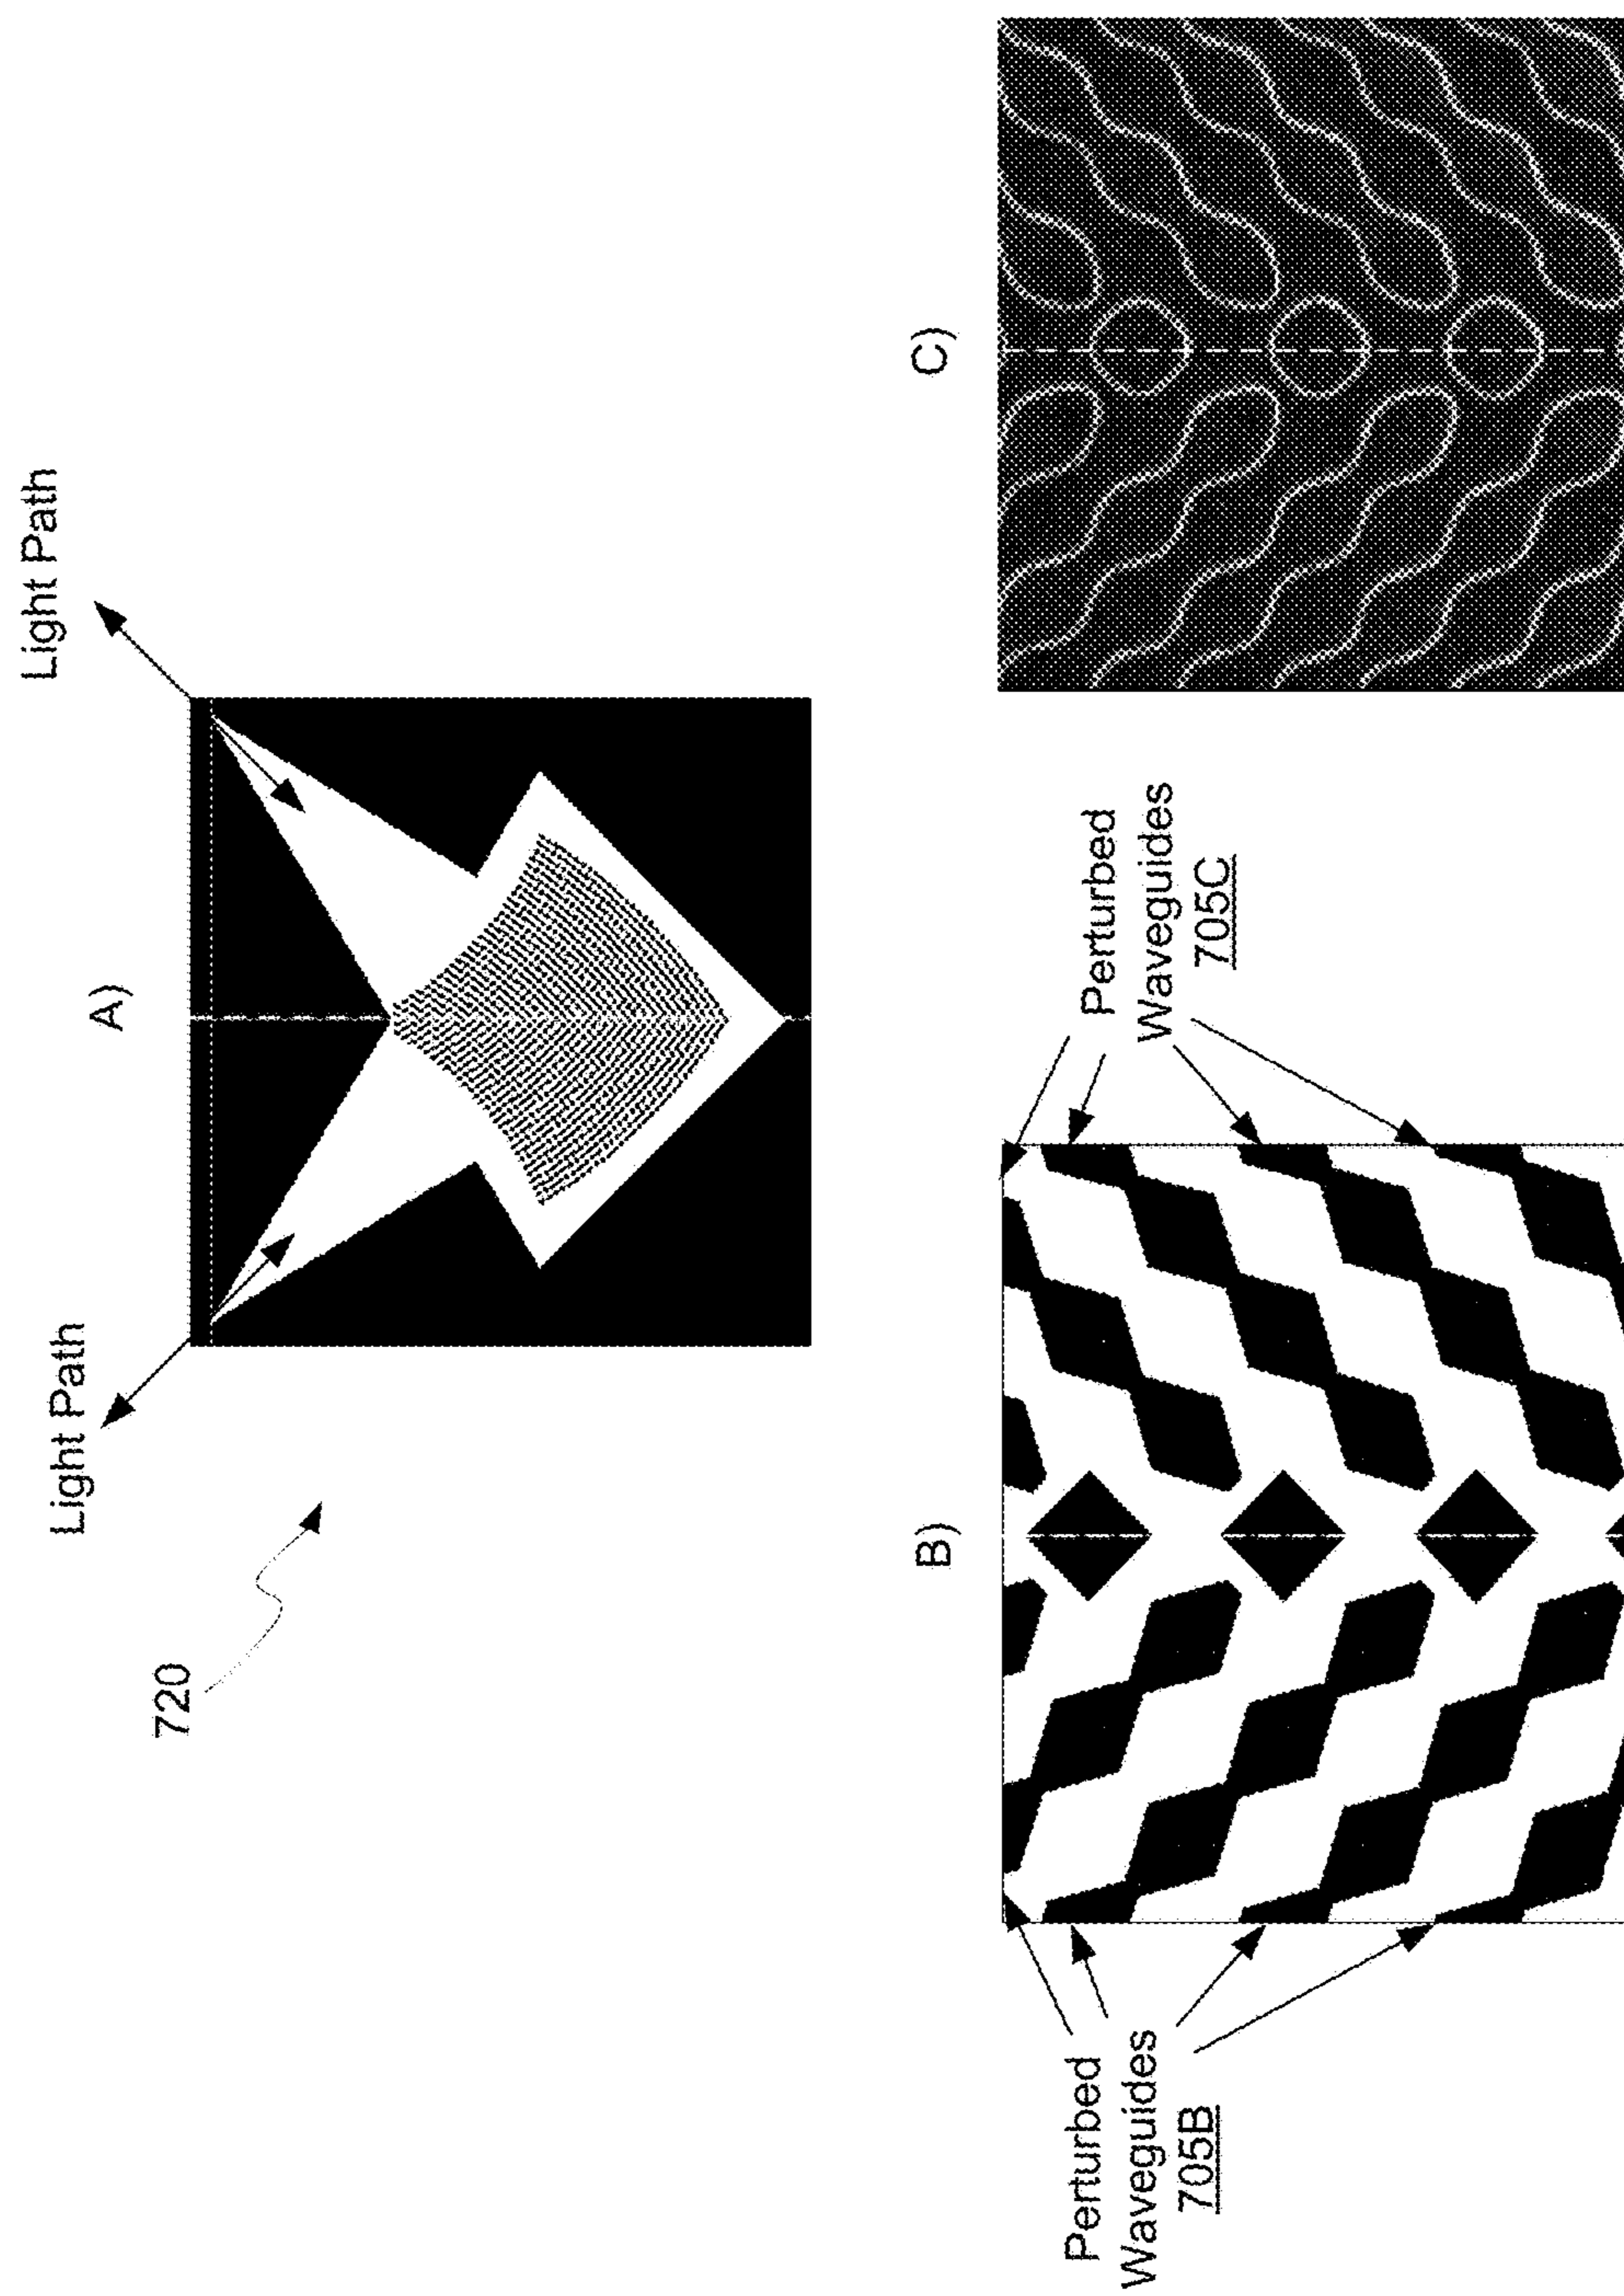 720
Light Path
A)
Light Path
Perturbed
Waveguides
705B
B)
Perturbed
Waveguides
705C
C)